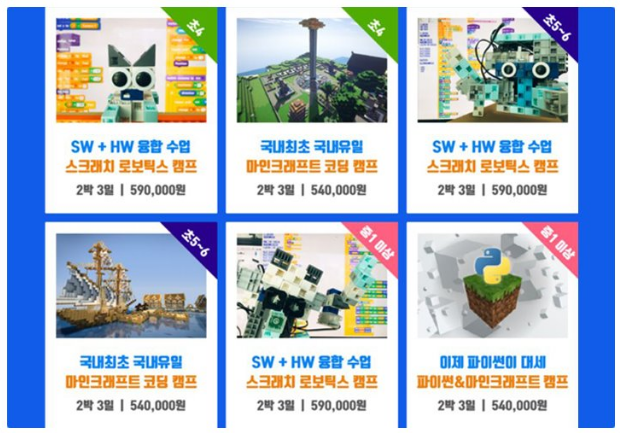 초4
SW + HW 융합 수업
스크래치 로보틱스 캠프
2박 3일 | 590,000원
초4
국내최초 국내유일
마인크래프트 코딩 캠프
2박 3일 | 540,000원
초5~6
SW + HW 융합 수업
스크래치 로보틱스 캠프
2박 3일 | 590,000원
초5~6
국내최초 국내유일
마인크래프트 코딩 캠프
2박 3일 | 540,000원
중1 이상
SW + HW 융합 수업
스크래치 로보틱스 캠프
2박 3일 | 590,000원
중1 이상
이제 파이썬이 대세
파이썬&마인크래프트 캠프
2박 3일 | 540,000원